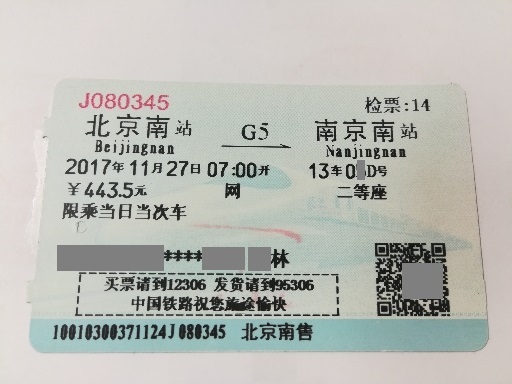 J080345 检票:14
北京南站 G5 南京南站
Beijingnan Nanjingnan
2017年11月27日07:00开 13车0 D号
￥443.5元 网 二等座
限乘当日当次车
**** 林
买票请到12306 发货请到95306
中国铁路祝您旅途愉快
10010300371124J080345 北京南售